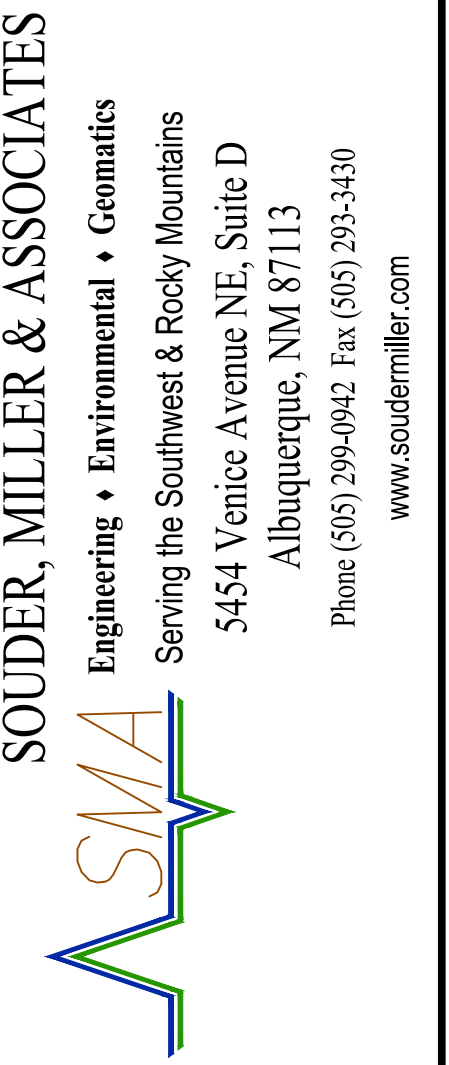 SOUDER, MILLER & ASSOCIATES
Engineering ♦ Environmental ♦ Geomatics
Serving the Southwest & Rocky Mountains
5454 Venice Avenue NE, Suite D
Albuquerque, NM 87113
Phone (505) 299-0942 Fax (505) 293-3430
www.soudermiller.com
SMA